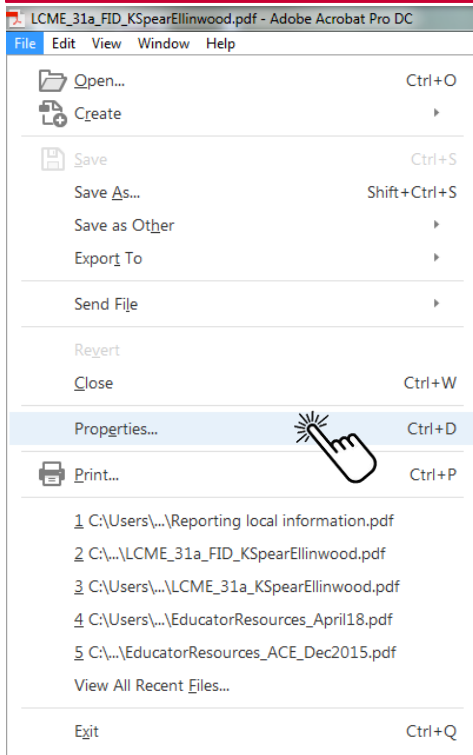 LCME_31a_FID_KSpearEllinwood.pdf - Adobe Acrobat Pro DC
File Edit View Window Help
Open... Ctrl+O
Create
Save Ctrl+S
Save As... Shift+Ctrl+S
Save as Other
Export To
Send File
Revert
Close Ctrl+W
Properties... Ctrl+D
Print... Ctrl+P
1 C:\Users\...\Reporting local information.pdf
2 C:\...\LCME_31a_FID_KSpearEllinwood.pdf
3 C:\Users\...\LCME_31a_KSpearEllinwood.pdf
4 C:\Users\...\EducatorResources_April18.pdf
5 C:\...\EducatorResources_ACE_Dec2015.pdf
View All Recent Files...
Exit Ctrl+Q